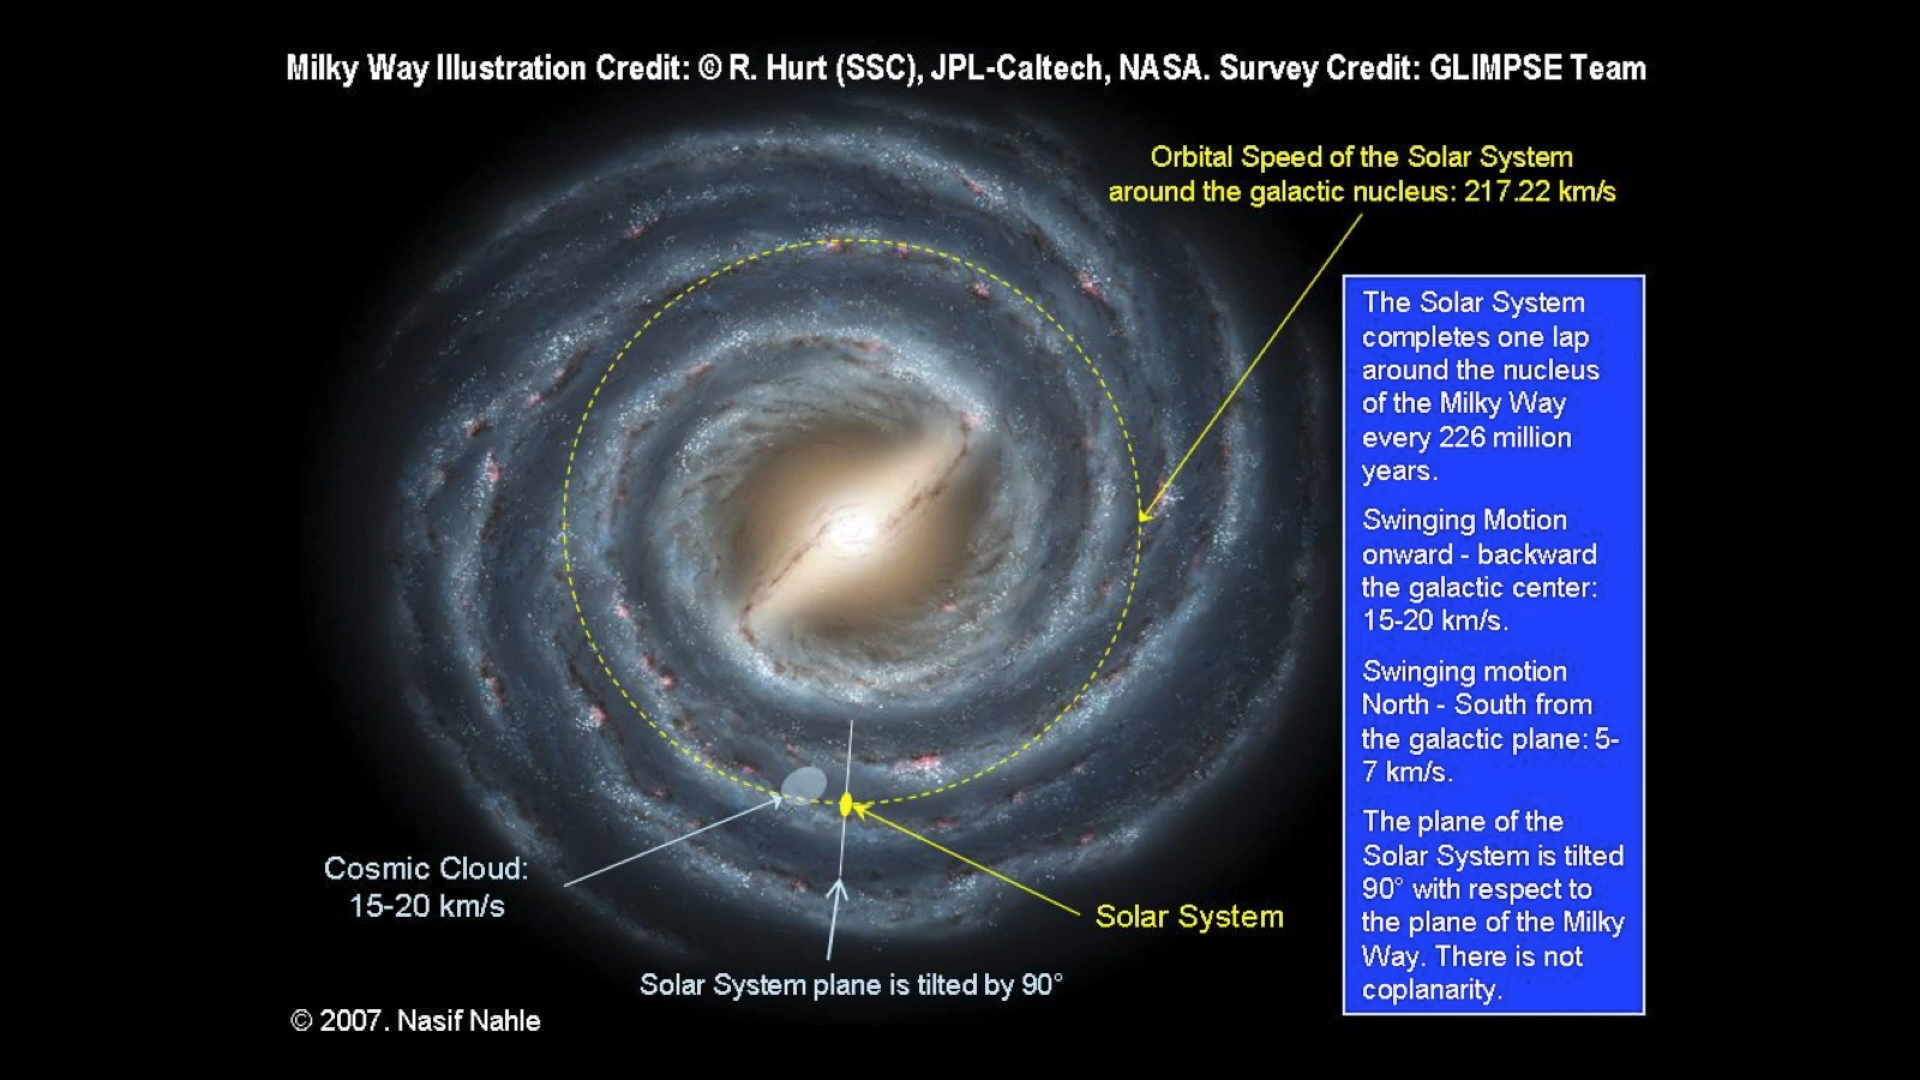 Milky Way Illustration Credit: © R. Hurt (SSC), JPL-Caltech, NASA. Survey Credit: GLIMPSE Team
Orbital Speed of the Solar System
around the galactic nucleus: 217.22 km/s
The Solar System
completes one lap
around the nucleus
of the Milky Way
every 226 million
years.
Swinging Motion
onward - backward
the galactic center:
15-20 km/s.
Swinging motion
North - South from
the galactic plane: 5-
7 km/s.
The plane of the
Solar System is tilted
90° with respect to
the plane of the Milky
Way. There is not
coplanarity.
Cosmic Cloud:
15-20 km/s
Solar System
Solar System plane is tilted by 90°
© 2007. Nasif Nahle